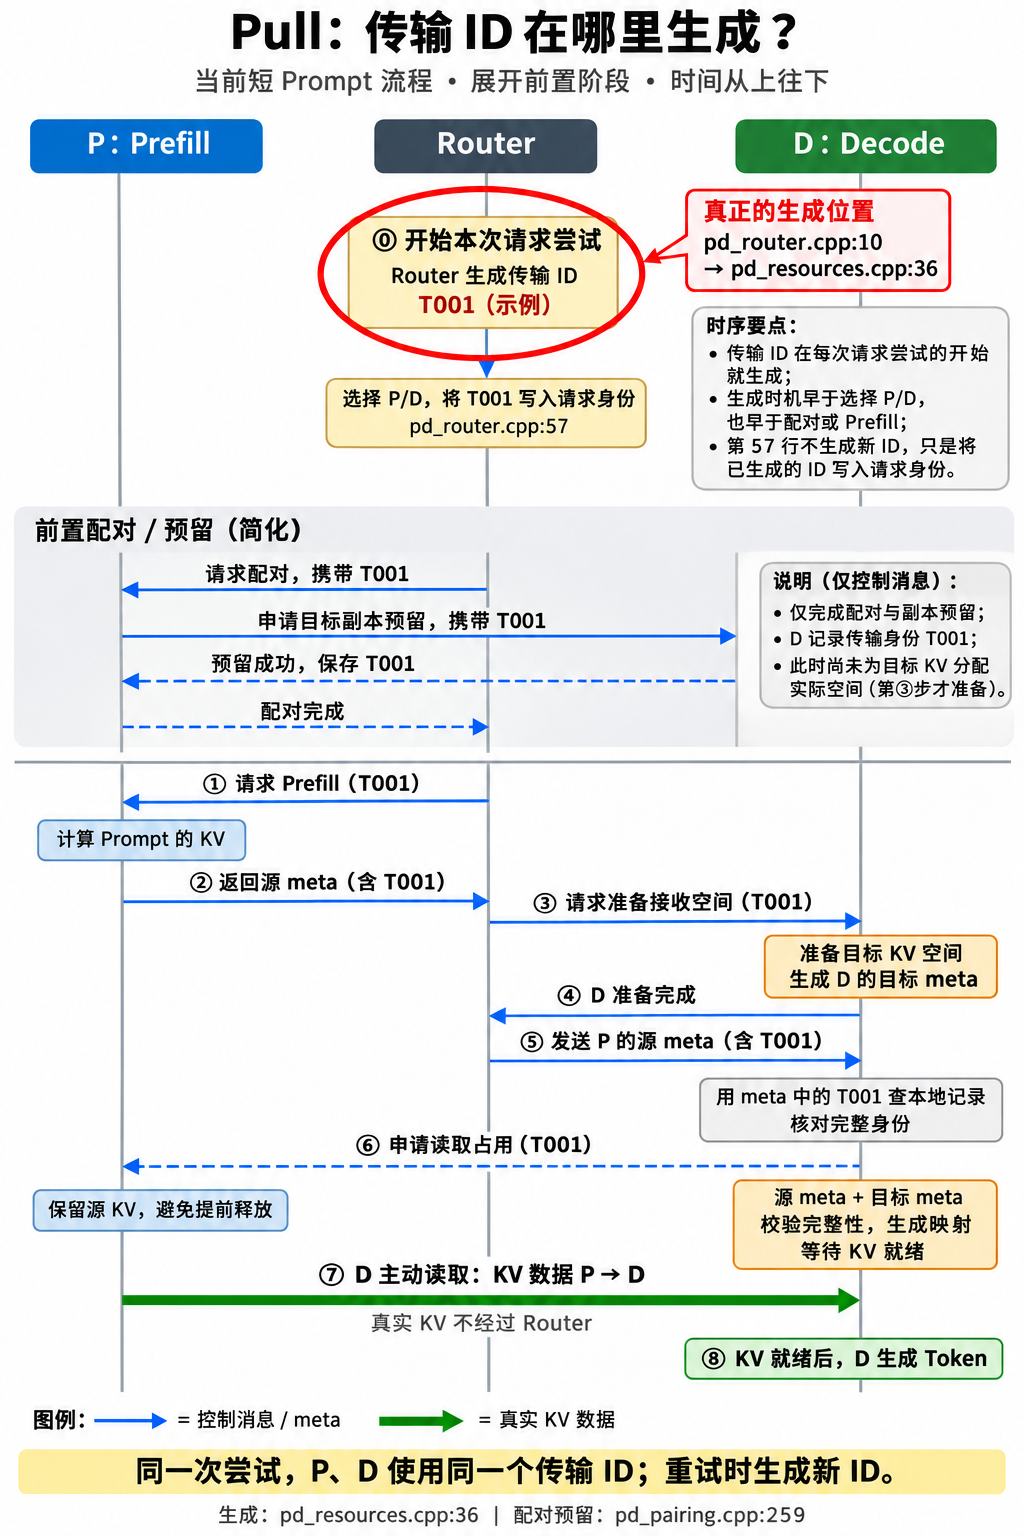 Pull：传输 ID 在哪里生成？
当前短 Prompt 流程 • 展开前置阶段 • 时间从上往下
P：Prefill
Router
D：Decode
⓪ 开始本次请求尝试
Router 生成传输 ID
T001（示例）
真正的生成位置
pd_router.cpp:10
→ pd_resources.cpp:36
时序要点：
• 传输 ID 在每次请求尝试的开始
就生成；
• 生成时机早于选择 P/D，
也早于配对或 Prefill；
• 第 57 行不生成新 ID，只是将
已生成的 ID 写入请求身份。
选择 P/D，将 T001 写入请求身份
pd_router.cpp:57
前置配对 / 预留（简化）
请求配对，携带 T001
申请目标副本预留，携带 T001
预留成功，保存 T001
配对完成
说明（仅控制消息）：
• 仅完成配对与副本预留；
• D 记录传输身份 T001；
• 此时尚未为目标 KV 分配
实际空间（第③步才准备）。
① 请求 Prefill（T001）
计算 Prompt 的 KV
② 返回源 meta（含 T001）
③ 请求准备接收空间（T001）
准备目标 KV 空间
生成 D 的目标 meta
④ D 准备完成
⑤ 发送 P 的源 meta（含 T001）
用 meta 中的 T001 查本地记录
核对完整身份
⑥ 申请读取占用（T001）
保留源 KV，避免提前释放
源 meta + 目标 meta
校验完整性，生成映射
等待 KV 就绪
⑦ D 主动读取：KV 数据 P → D
真实 KV 不经过 Router
⑧ KV 就绪后，D 生成 Token
图例：
= 控制消息 / meta
= 真实 KV 数据
同一次尝试，P、D 使用同一个传输 ID；重试时生成新 ID。
生成：pd_resources.cpp:36 | 配对预留：pd_pairing.cpp:259